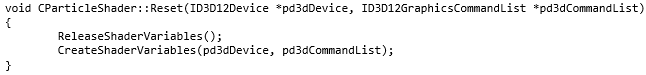 void CParticleShader::Reset(ID3D12Device *pd3dDevice, ID3D12GraphicsCommandList *pd3dCommandList)
{
        ReleaseShaderVariables();
        CreateShaderVariables(pd3dDevice, pd3dCommandList);
}